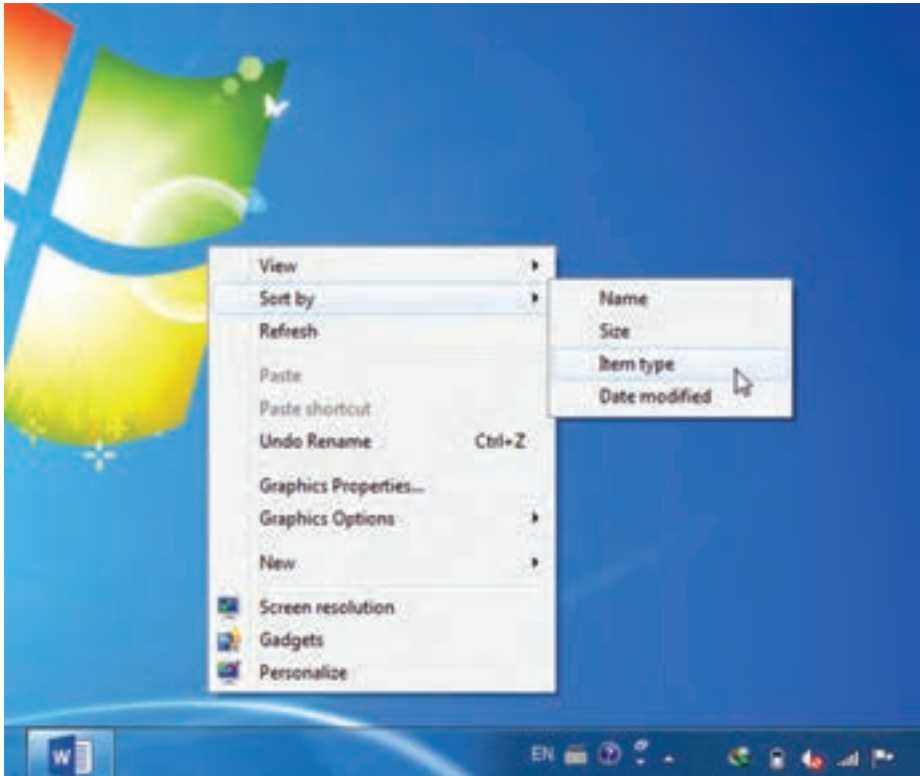 View
Sort by
Refresh
Paste
Paste shortcut
Undo Rename Ctrl+Z
Graphics Properties...
Graphics Options
New
Screen resolution
Gadgets
Personalize
Name
Size
Item type
Date modified
W
EN